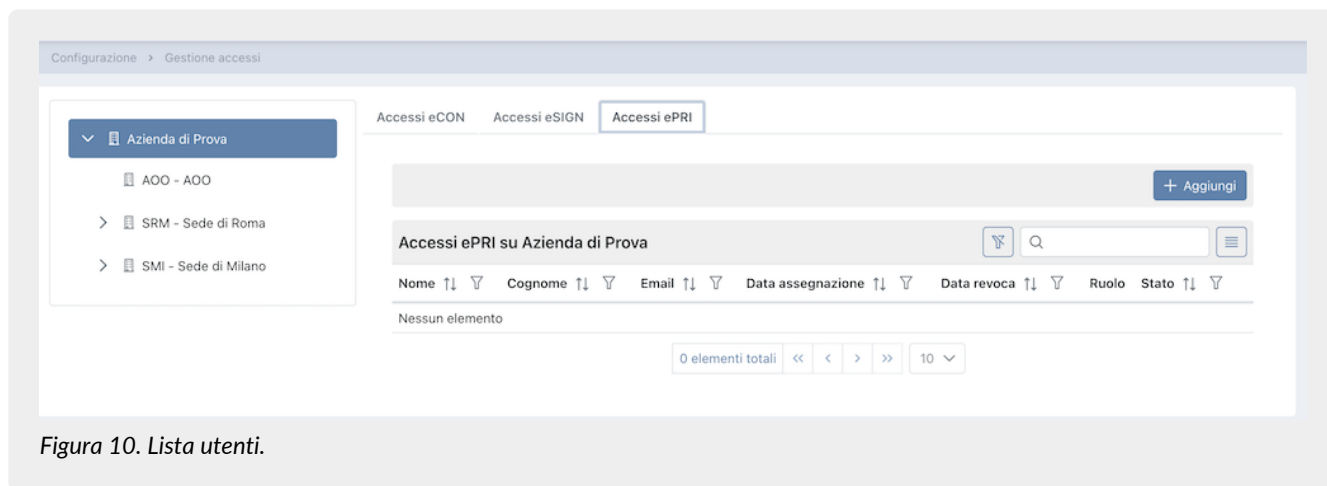 Configurazione > Gestione accessi
Accessi eCON Accessi eSIGN Accessi ePRI
Azienda di Prova
AOO - AOO
SRM - Sede di Roma
SMI - Sede di Milano
+ Aggiungi
Accessi ePRI su Azienda di Prova
Nome Cognome Email Data assegnazione Data revoca Ruolo Stato
Nessun elemento
0 elementi totali << < > >> 10
Figura 10. Lista utenti.